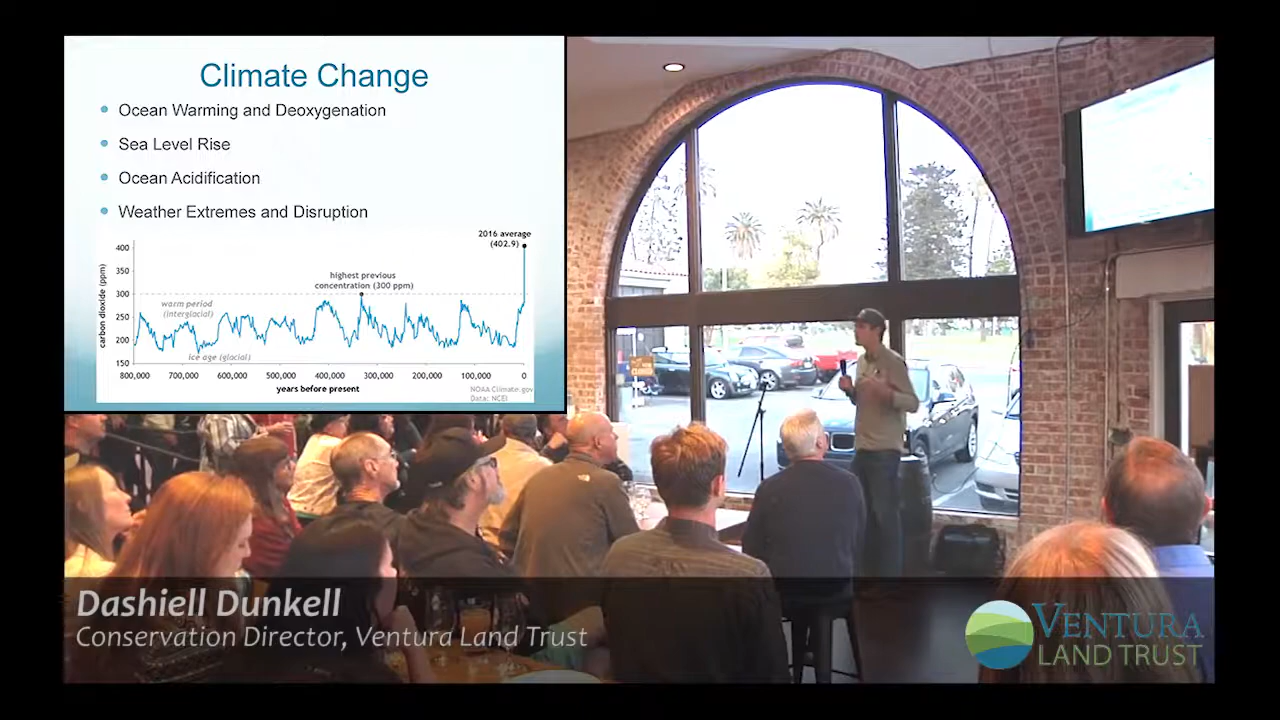 Climate Change
Ocean Warming and Deoxygenation
Sea Level Rise
Ocean Acidification
Weather Extremes and Disruption
2016 average
(402.9)
highest previous
concentration (300 ppm)
warm period
(interglacial)
ice age (glacial)
carbon dioxide (ppm)
400
350
300
250
200
150
800,000 700,000 600,000 500,000 400,000 300,000 200,000 100,000 0
years before present
NOAA Climate.gov
Data: NCEI
Dashiell Dunkell
Conservation Director, Ventura Land Trust
VENTURA
LAND TRUST